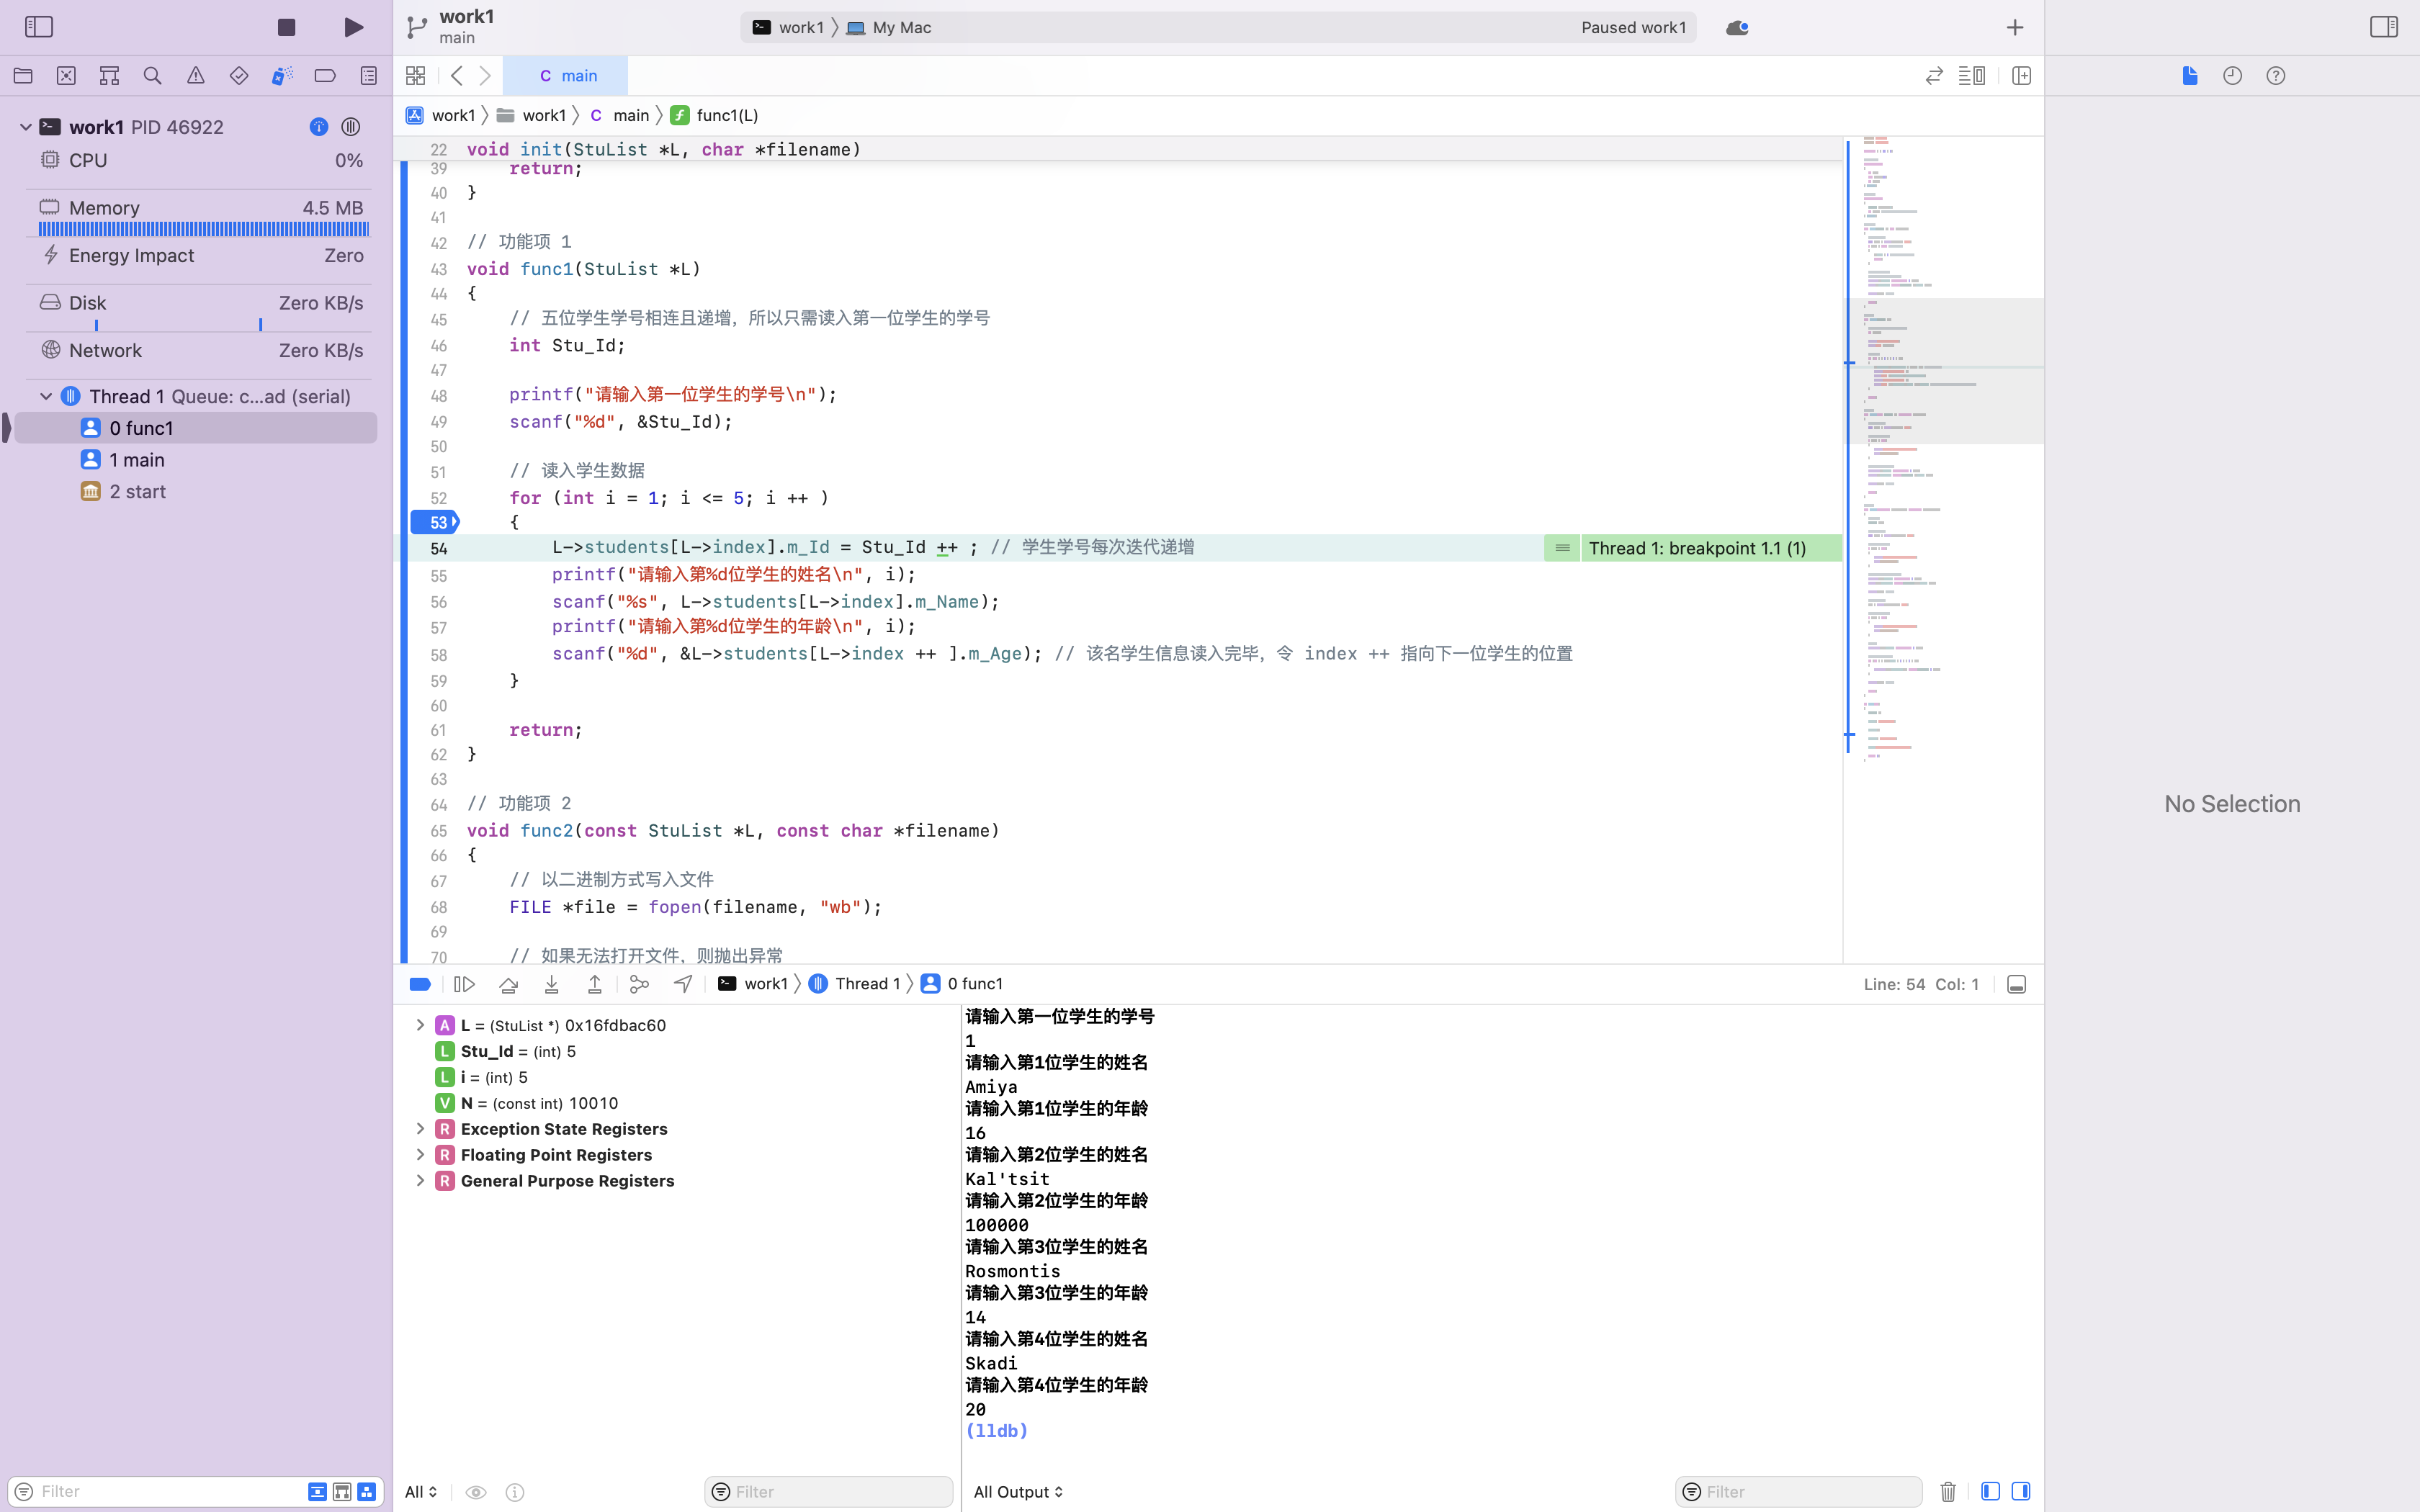 work1
main
work1 My Mac
Paused work1
C main
work1 work1 C main func1(L)
work1 PID 46922
CPU 0%
Memory 4.5 MB
Energy Impact Zero
Disk Zero KB/s
Network Zero KB/s
Thread 1 Queue: c...ad (serial)
0 func1
1 main
2 start
Filter
22 void init(StuList *L, char *filename)
39 return;
40 }
41
42 // 功能项 1
43 void func1(StuList *L)
44 {
45 // 五位学生学号相连且递增，所以只需读入第一位学生的学号
46 int Stu_Id;
47
48 printf("请输入第一位学生的学号\n");
49 scanf("%d", &Stu_Id);
50
51 // 读入学生数据
52 for (int i = 1; i <= 5; i ++ )
53 {
54 L->students[L->index].m_Id = Stu_Id ++ ; // 学生学号每次迭代递增 Thread 1: breakpoint 1.1 (1)
55 printf("请输入第%d位学生的姓名\n", i);
56 scanf("%s", L->students[L->index].m_Name);
57 printf("请输入第%d位学生的年龄\n", i);
58 scanf("%d", &L->students[L->index ++ ].m_Age); // 该名学生信息读入完毕，令 index ++ 指向下一位学生的位置
59 }
60
61 return;
62 }
63
64 // 功能项 2
65 void func2(const StuList *L, const char *filename)
66 {
67 // 以二进制方式写入文件
68 FILE *file = fopen(filename, "wb");
69
70 // 如果无法打开文件，则抛出异常
work1 Thread 1 0 func1
Line: 54 Col: 1
A L = (StuList *) 0x16fdbac60
L Stu_Id = (int) 5
L i = (int) 5
V N = (const int) 10010
R Exception State Registers
R Floating Point Registers
R General Purpose Registers
All
Filter
请输入第一位学生的学号
1
请输入第1位学生的姓名
Amiya
请输入第1位学生的年龄
16
请输入第2位学生的姓名
Kal'tsit
请输入第2位学生的年龄
100000
请输入第3位学生的姓名
Rosmontis
请输入第3位学生的年龄
14
请输入第4位学生的姓名
Skadi
请输入第4位学生的年龄
20
(lldb)
All Output
Filter
No Selection